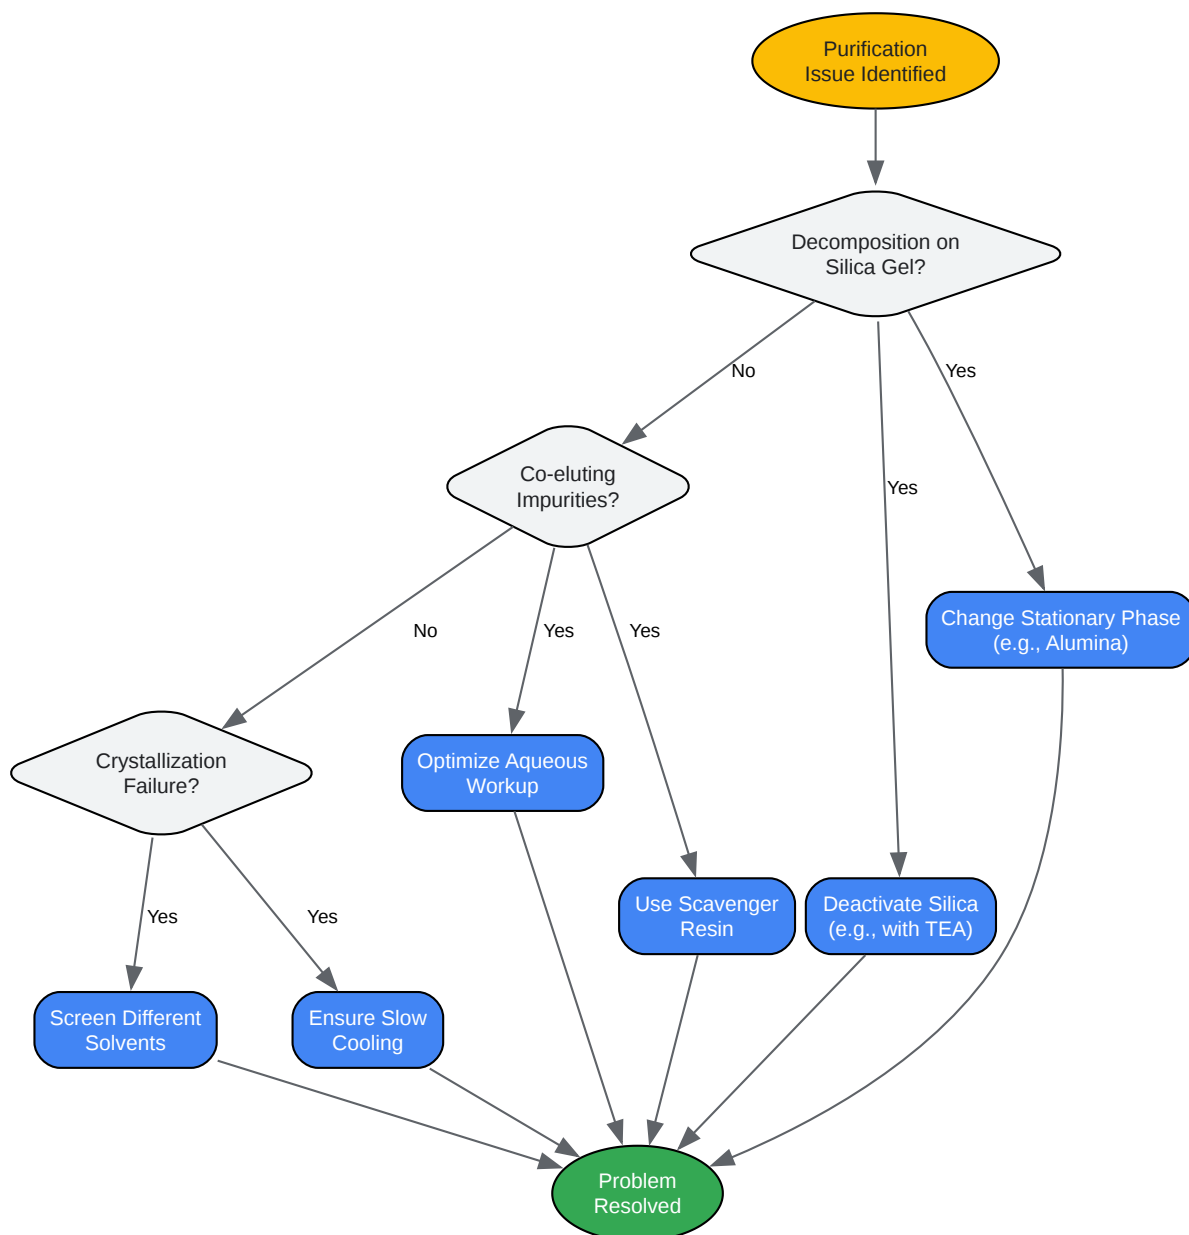 Purification
Issue Identified
Decomposition on
Silica Gel?
No
Yes
Yes
Co-eluting
Impurities?
Change Stationary Phase
(e.g., Alumina)
No
Yes
Yes
Crystallization
Failure?
Optimize Aqueous
Workup
Use Scavenger
Resin
Deactivate Silica
(e.g., with TEA)
Yes
Yes
Screen Different
Solvents
Ensure Slow
Cooling
Problem
Resolved